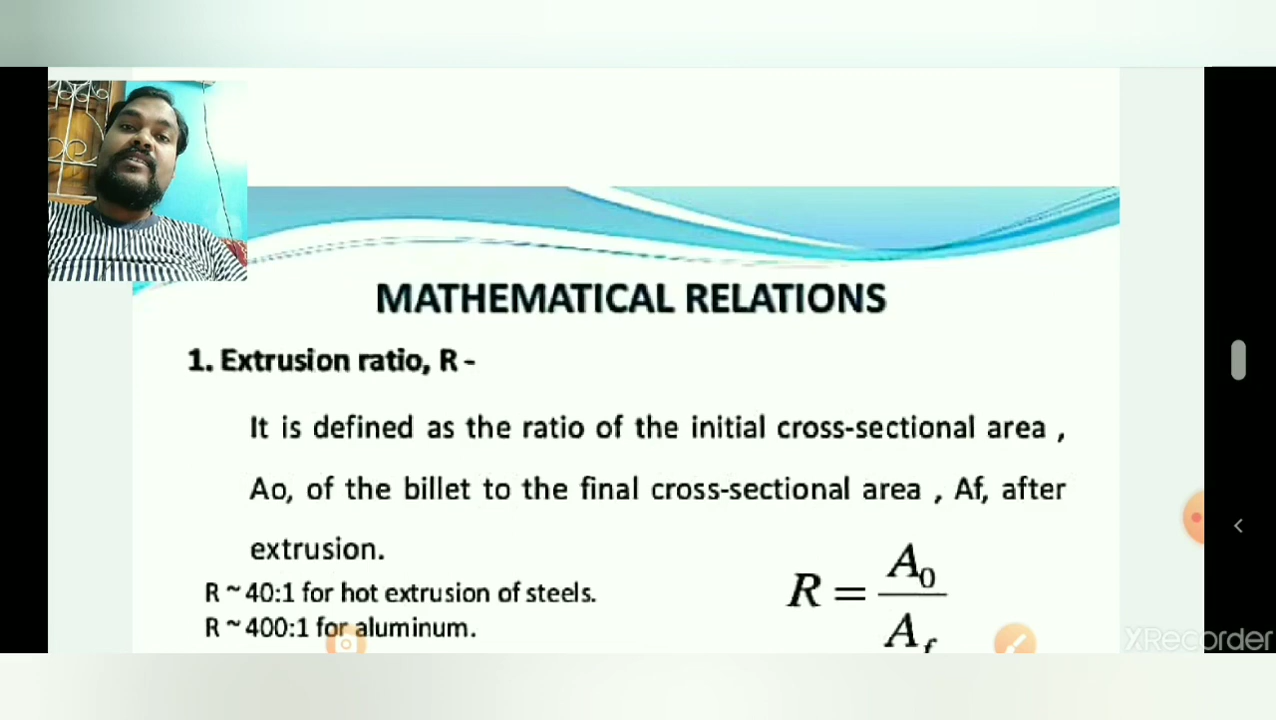 MATHEMATICAL RELATIONS
1. Extrusion ratio, R -
It is defined as the ratio of the initial cross-sectional area ,
Ao, of the billet to the final cross-sectional area , Af, after
extrusion.
R ~ 40:1 for hot extrusion of steels.
R ~ 400:1 for aluminum.
R = A₀ / A_f
XRecorder